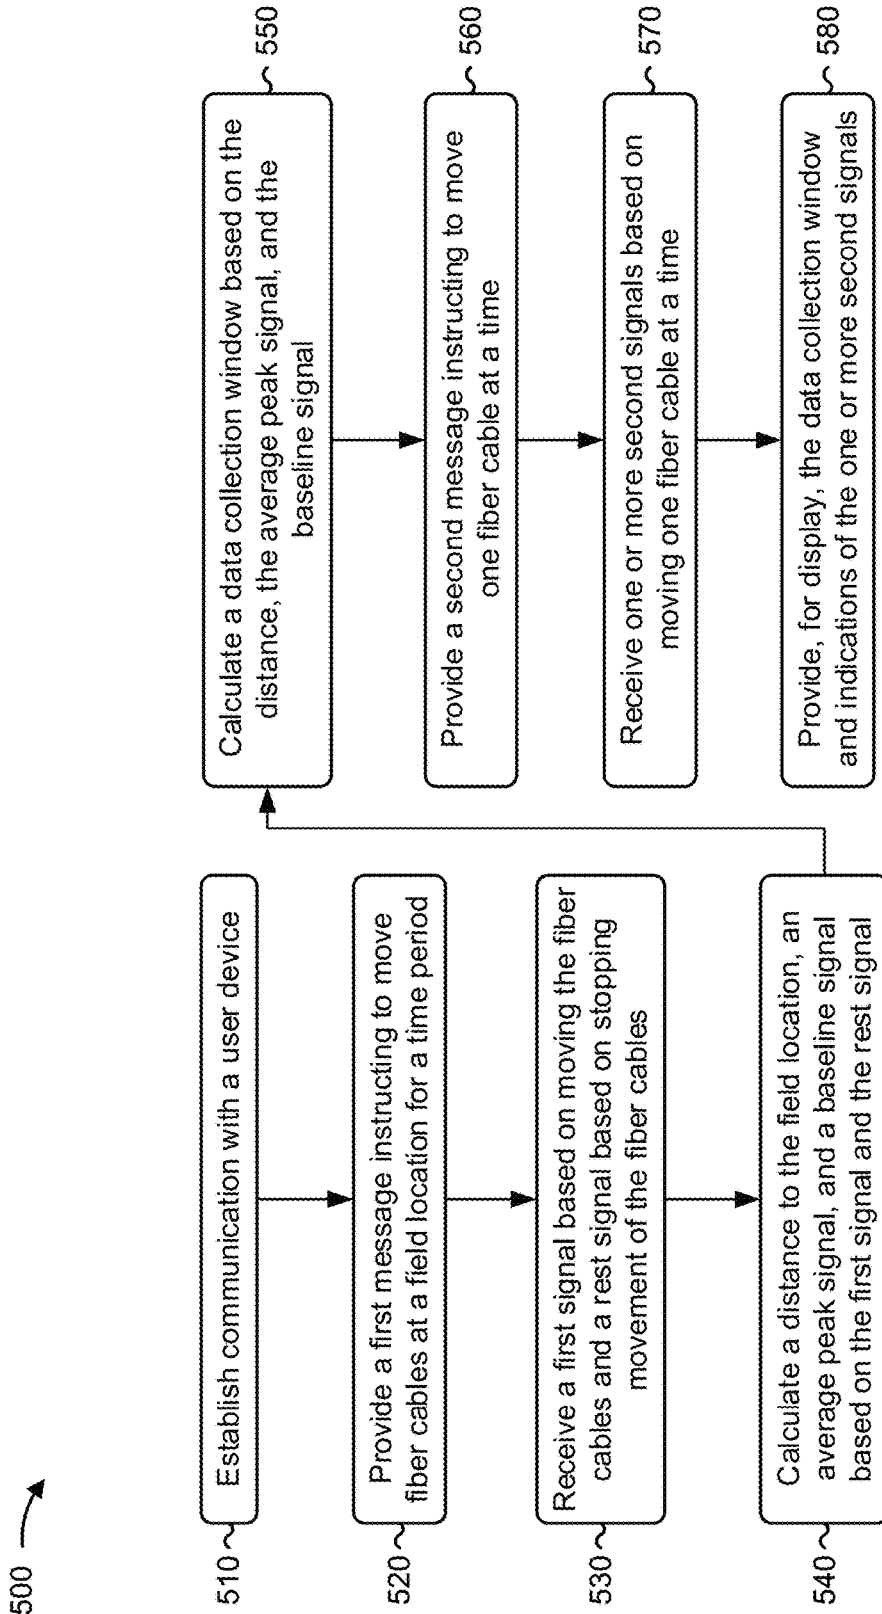 500
510
Establish communication with a user device
520
Provide a first message instructing to move
fiber cables at a field location for a time period
530
Receive a first signal based on moving the fiber
cables and a rest signal based on stopping
movement of the fiber cables
540
Calculate a distance to the field location, an
average peak signal, and a baseline signal
based on the first signal and the rest signal
550
Calculate a data collection window based on the
distance, the average peak signal, and the
baseline signal
560
Provide a second message instructing to move
one fiber cable at a time
570
Receive one or more second signals based on
moving one fiber cable at a time
580
Provide, for display, the data collection window
and indications of the one or more second signals